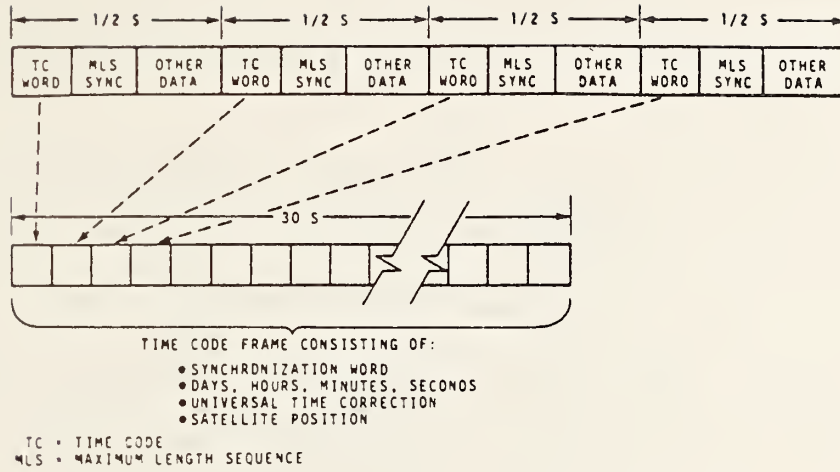 1/2 S 1/2 S 1/2 S 1/2 S
TC WORD MLS SYNC OTHER DATA TC WORD MLS SYNC OTHER DATA TC WORD MLS SYNC OTHER DATA TC WORD MLS SYNC OTHER DATA
30 S
TIME CODE FRAME CONSISTING OF:
• SYNCHRONIZATION WORD
• DAYS, HOURS, MINUTES, SECONDS
• UNIVERSAL TIME CORRECTION
• SATELLITE POSITION
TC = TIME CODE
MLS = MAXIMUM LENGTH SEQUENCE